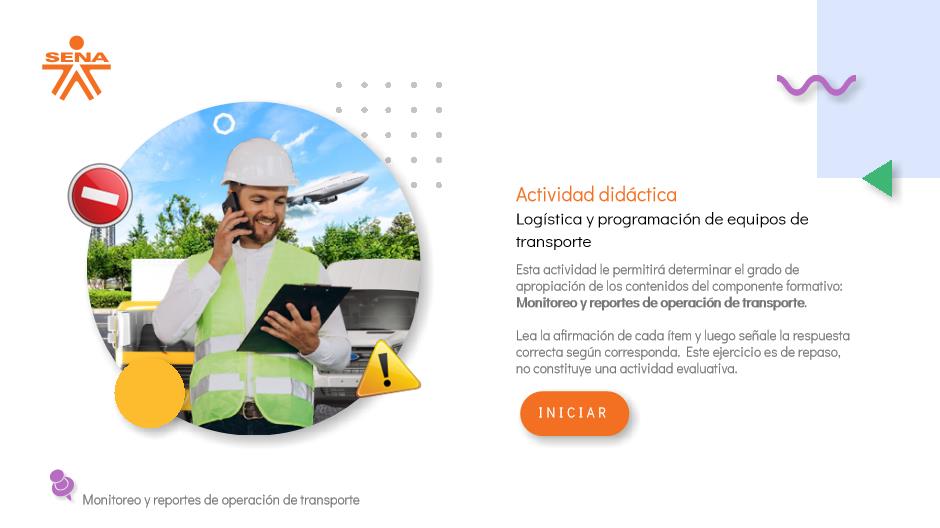 SENA
Actividad didáctica
Logística y programación de equipos de
transporte
Esta actividad le permitirá determinar el grado de
apropiación de los contenidos del componente formativo:
Monitoreo y reportes de operación de transporte.
Lea la afirmación de cada ítem y luego señale la respuesta
correcta según corresponda. Este ejercicio es de repaso,
no constituye una actividad evaluativa.
INICIAR
Monitoreo y reportes de operación de transporte